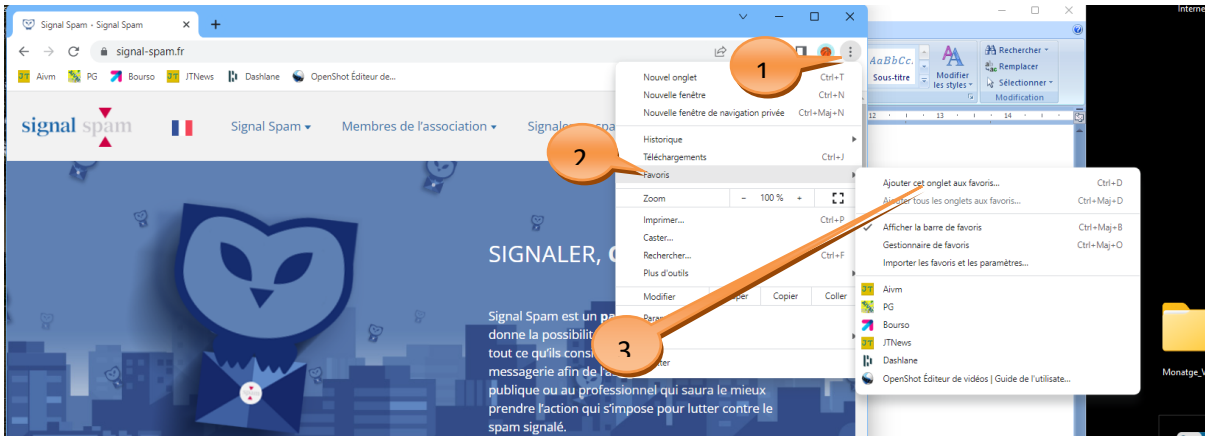 Signal Spam - Signal Spam
signal-spam.fr
Aivm PG Bourso JTNews Dashlane OpenShot Éditeur de...
signal spam
Signal Spam
Membres de l'association
SIGNALER,
Signal Spam est un
donne la possibilit
tout ce qu'ils cons
messagerie afin de l'a
publique ou au professionnel qui saura le mieux
prendre l'action qui s'impose pour lutter contre le
spam signalé.
1
2
3
Nouvel onglet Ctrl+T
Nouvelle fenêtre Ctrl+N
Nouvelle fenêtre de navigation privée Ctrl+Maj+N
Historique
Téléchargements Ctrl+J
Favoris
Zoom - 100 % +
Imprimer... Ctrl+P
Caster...
Rechercher... Ctrl+F
Plus d'outils
Modifier Copier Coller
Ajouter cet onglet aux favoris... Ctrl+D
Ajouter tous les onglets aux favoris... Ctrl+Maj+D
Afficher la barre de favoris Ctrl+Maj+B
Gestionnaire de favoris Ctrl+Maj+O
Importer les favoris et les paramètres...
Aivm
PG
Bourso
JTNews
Dashlane
OpenShot Éditeur de vidéos | Guide de l'utilisate...
AaBbCc.
Sous-titre
Modifier
les styles
Rechercher
Remplacer
Sélectionner
Modification
12 13 14
Interne
Monatge_V